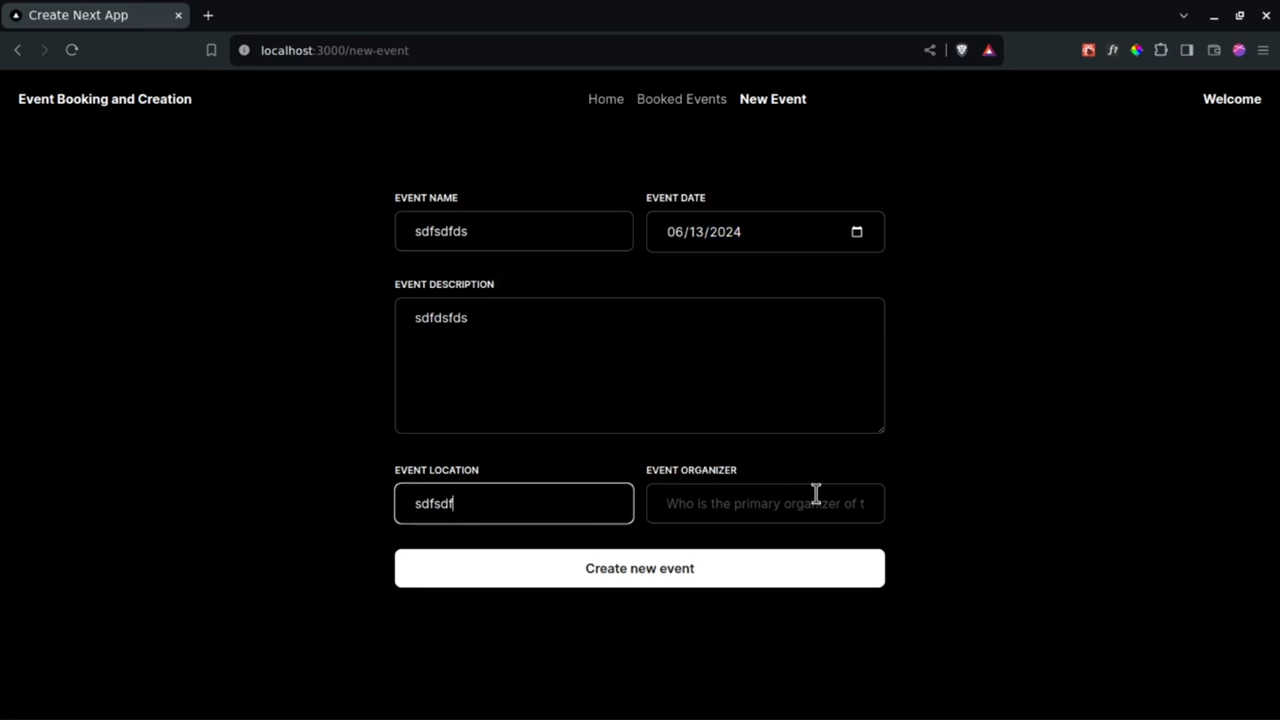 Create Next App
localhost:3000/new-event
Event Booking and Creation
Home Booked Events New Event
Welcome
EVENT NAME
EVENT DATE
sdfsdfds
06/13/2024
EVENT DESCRIPTION
sdfdsfds
EVENT LOCATION
EVENT ORGANIZER
sdfsdf
Who is the primary organizer of t
Create new event